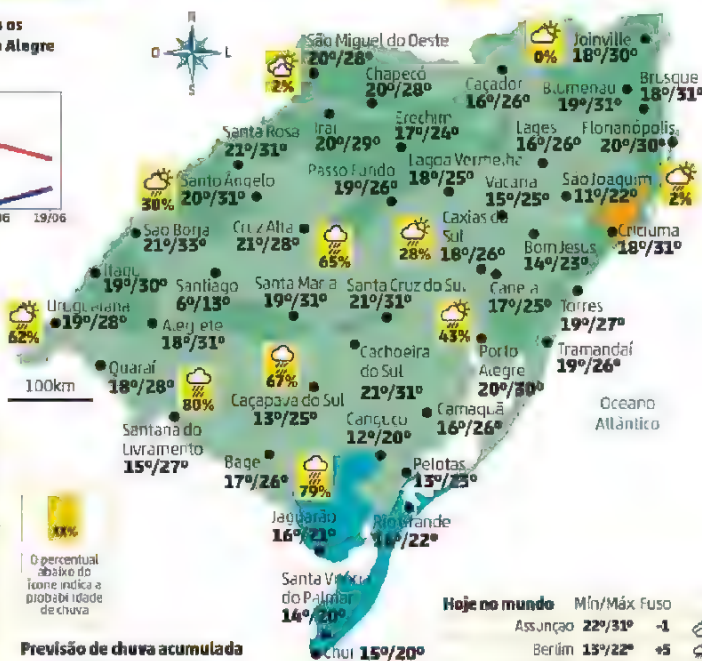 os
Alegre
N
O
L
S
19/06
São Miguel do Oeste
20º/28º
2%
Chapecó
20º/28º
0%
Joinville
18º/30º
Caçador
16º/26º
Blumenau
19º/31º
Brusque
18º/31º
Iraí
20º/29º
Erechim
17º/24º
Lages
16º/26º
Florianópolis
20º/30º
Santa Rosa
21º/31º
Passo Fundo
19º/26º
Lagoa Vermelha
18º/25º
Vacaria
15º/25º
São Joaquim
11º/22º
2%
30%
Santo Ângelo
20º/31º
São Borja
21º/33º
Cruz Alta
21º/28º
65%
28%
Caxias do
Sul
18º/26º
Bom Jesus
14º/23º
Criciúma
18º/31º
Itaqui
19º/30º
Santiago
6º/13º
Santa Maria
19º/31º
Santa Cruz do Sul
21º/31º
Canela
17º/25º
Torres
19º/27º
62%
Uruguaiana
19º/28º
Alegrete
18º/31º
43%
Porto
Alegre
20º/30º
Tramandaí
19º/26º
Quaraí
18º/28º
100km
80%
67%
Cachoeira
do Sul
21º/31º
Caçapava do Sul
13º/25º
Camaquã
16º/26º
Oceano
Atlântico
Santana do
Livramento
15º/27º
Canguçu
12º/20º
Bagé
17º/26º
79%
Pelotas
Jaguarão
16º/21º
Rio Grande
16º/22º
XX%
O percentual
abaixo do
ícone indica a
probabilidade
de chuva
Santa Vitória
do Palmar
14º/20º
Chuí 15º/20º
Previsão de chuva acumulada
Hoje no mundo Mín/Máx Fuso
Assunção 22º/31º -1
Berlim 13º/22º +5